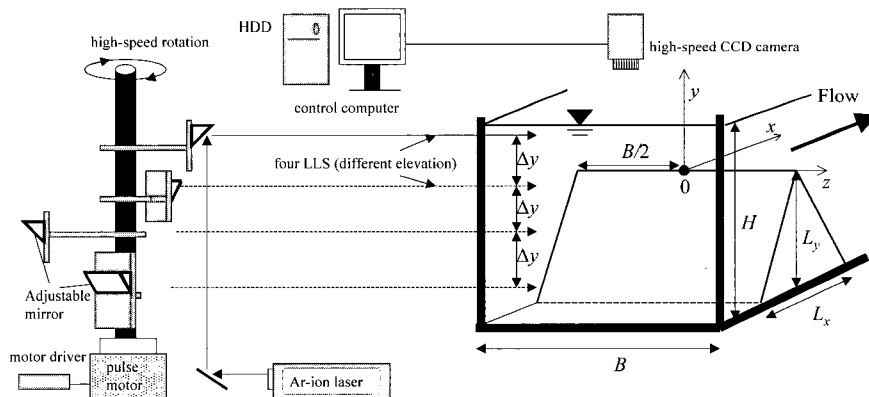 HDD
high-speed rotation
high-speed CCD camera
control computer
y
Flow
x
four LLS (different elevation)
Δy
B/2
0
z
Δy
H
L_y
Δy
Adjustable
mirror
L_x
motor driver
pulse
motor
Ar-ion laser
B